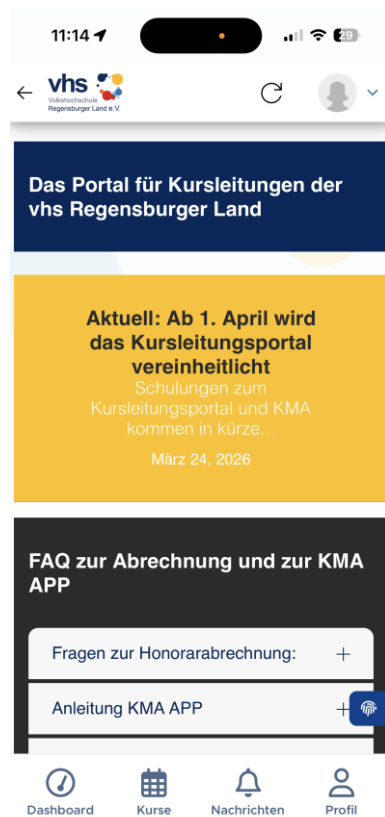 11:14
29
vhs
Volkshochschule
Regensburger Land e.V.
Das Portal für Kursleitungen der
vhs Regensburger Land
Aktuell: Ab 1. April wird
das Kursleitungsportal
vereinheitlicht
Schulungen zum
Kursleitungsportal und KMA
kommen in kürze...
März 24, 2026
FAQ zur Abrechnung und zur KMA
APP
Fragen zur Honorarabrechnung: +
Anleitung KMA APP +
Dashboard Kurse Nachrichten Profil